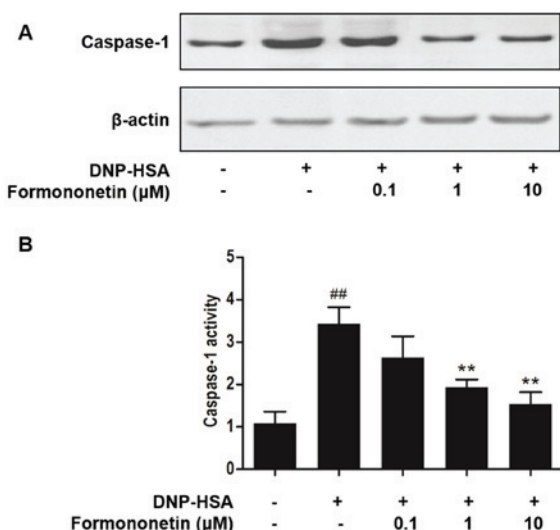 A
Caspase-1
β-actin
DNP-HSA - + + + +
Formononetin (μM) - - 0.1 1 10
B
Caspase-1 activity
5
4
3
2
1
0
##
**
**
DNP-HSA - + + + +
Formononetin (μM) - - 0.1 1 10